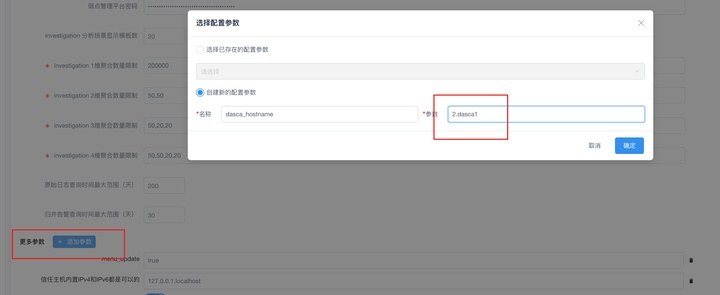 站点管理平台密码
investigation 分析场景显示模板数 20
* investigation 1维聚合数量限制 200000
* investigation 2维聚合数量限制 50,50
* investigation 3维聚合数量限制 50,20,20
* investigation 4维聚合数量限制 50,50,20,20
原始日志查询时间最大范围（天） 200
归并告警查询时间最大范围（天） 30
更多参数 + 添加参数
menu_update true
信任主机内置IPv4和IPv6都是可以的 127.0.0.1,localhost
选择配置参数
选择已存在的配置参数
请选择
创建新的配置参数
*名称 dasca_hostname *参数 2.dasca1
取消 确定